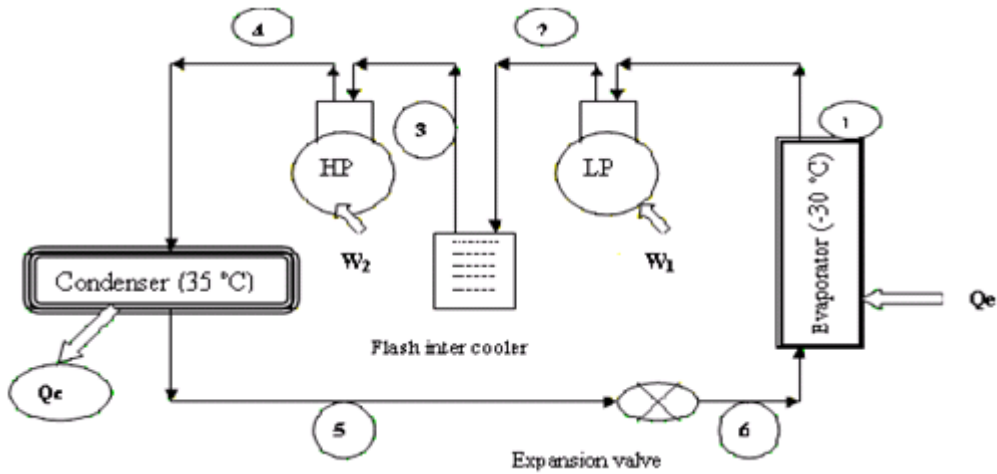 4
2
3
1
HP
LP
W2
W1
Condenser (35 °C)
Evaporator (-30 °C)
Qe
Flash inter cooler
Qc
5
6
Expansion valve